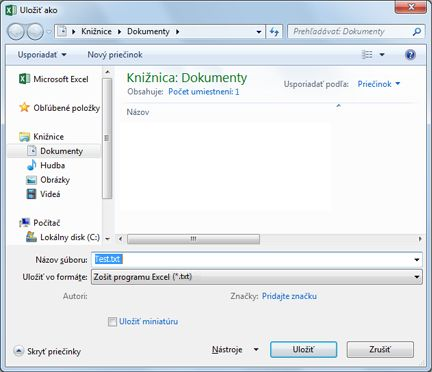 Uložiť ako
Knižnice ▸ Dokumenty ▸
Prehľadávať: Dokumenty
Usporiadať
Nový priečinok
Microsoft Excel
Obľúbené položky
Knižnice
Dokumenty
Hudba
Obrázky
Videá
Počítač
Lokálny disk (C:)
Knižnica: Dokumenty
Obsahuje: Počet umiestnení: 1
Usporiadať podľa: Priečinok
Názov
Názov súboru: Test.txt
Uložiť vo formáte: Zošit programu Excel (*.txt)
Autori:
Značky: Pridajte značku
Uložiť miniatúru
Skryť priečinky
Nástroje
Uložiť
Zrušiť